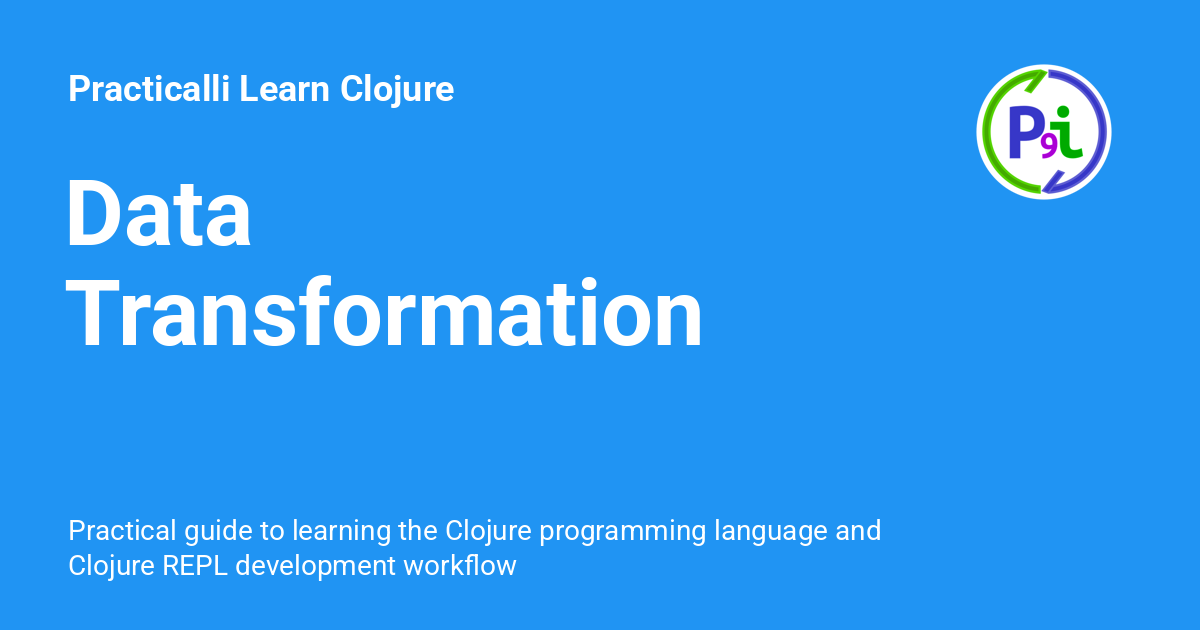 Practicalli Learn Clojure
P9i
Data
Transformation
Practical guide to learning the Clojure programming language and
Clojure REPL development workflow